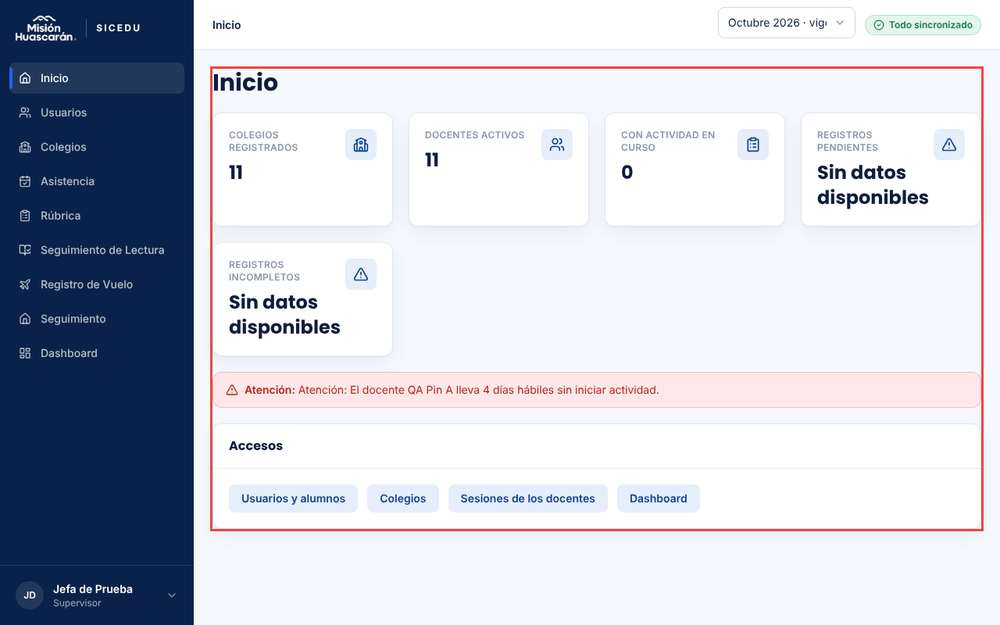 Misión
Huascarán.
SICEDU
Inicio
Usuarios
Colegios
Asistencia
Rúbrica
Seguimiento de Lectura
Registro de Vuelo
Seguimiento
Dashboard
JD
Jefa de Prueba
Supervisor
Inicio
Octubre 2026 · vig
Todo sincronizado
Inicio
COLEGIOS
REGISTRADOS
11
DOCENTES ACTIVOS
11
CON ACTIVIDAD EN
CURSO
0
REGISTROS
PENDIENTES
Sin datos
disponibles
REGISTROS
INCOMPLETOS
Sin datos
disponibles
Atención: Atención: El docente QA Pin A lleva 4 días hábiles sin iniciar actividad.
Accesos
Usuarios y alumnos
Colegios
Sesiones de los docentes
Dashboard